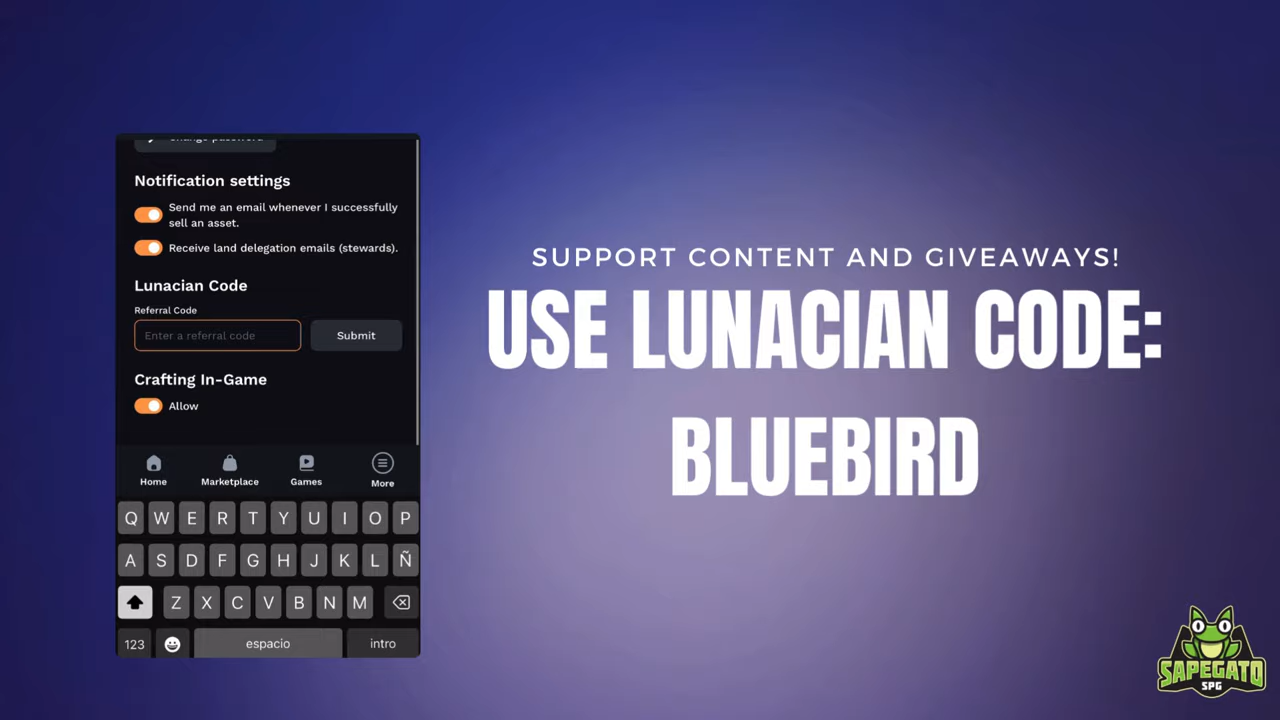 Change password
Notification settings
Send me an email whenever I successfully
sell an asset.
Receive land delegation emails (stewards).
Lunacian Code
Referral Code
Enter a referral code
Submit
Crafting In-Game
Allow
Home
Marketplace
Games
More
Q W E R T Y U I O P
A S D F G H J K L Ñ
Z X C V B N M
123
espacio
intro
SUPPORT CONTENT AND GIVEAWAYS!
USE LUNACIAN CODE:
BLUEBIRD
SAPEGATO
SPG